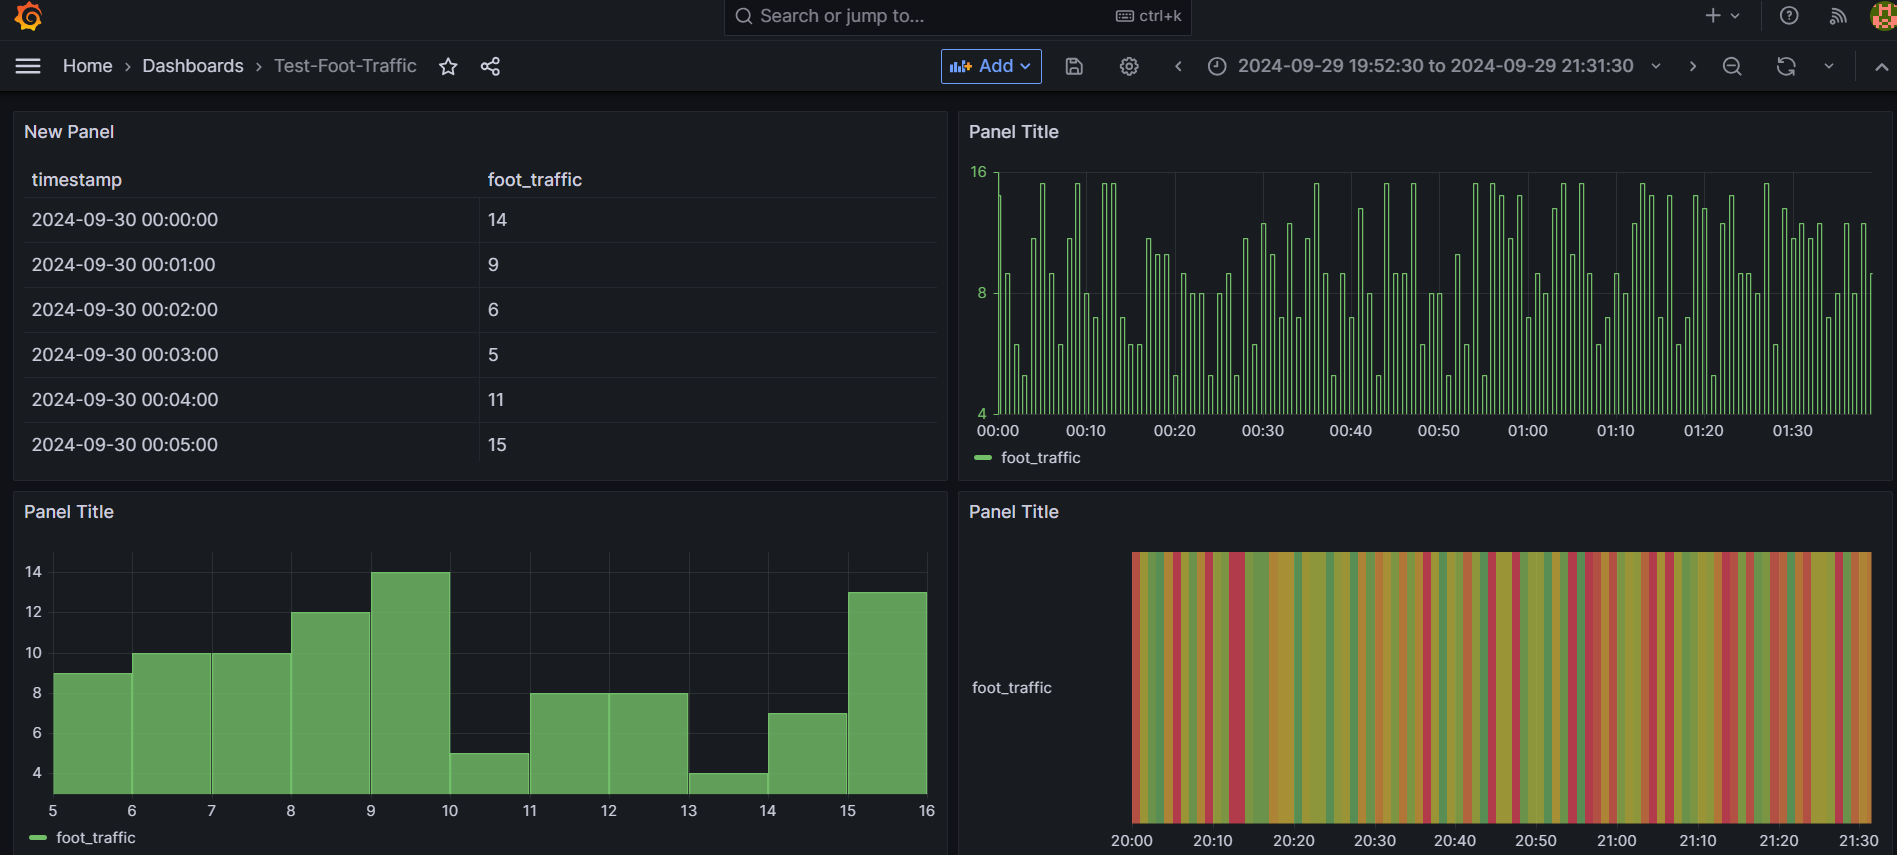 Search or jump to... ctrl+k
Home › Dashboards › Test-Foot-Traffic Add 2024-09-29 19:52:30 to 2024-09-29 21:31:30
New Panel
timestamp foot_traffic
2024-09-30 00:00:00 14
2024-09-30 00:01:00 9
2024-09-30 00:02:00 6
2024-09-30 00:03:00 5
2024-09-30 00:04:00 11
2024-09-30 00:05:00 15
Panel Title
16
8
4
00:00 00:10 00:20 00:30 00:40 00:50 01:00 01:10 01:20 01:30
foot_traffic
Panel Title
14
12
10
8
6
4
5 6 7 8 9 10 11 12 13 14 15 16
foot_traffic
Panel Title
foot_traffic
20:00 20:10 20:20 20:30 20:40 20:50 21:00 21:10 21:20 21:30